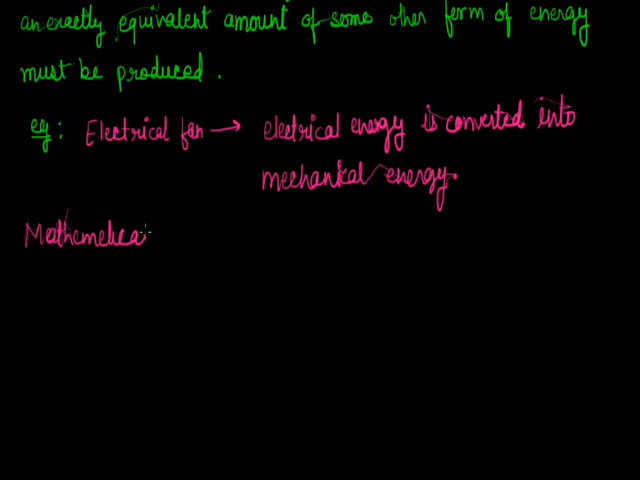 an exactly equivalent amount of some other form of energy
must be produced.
eg: Electrical fan → electrical energy is converted into
mechanical energy.
Mathematica